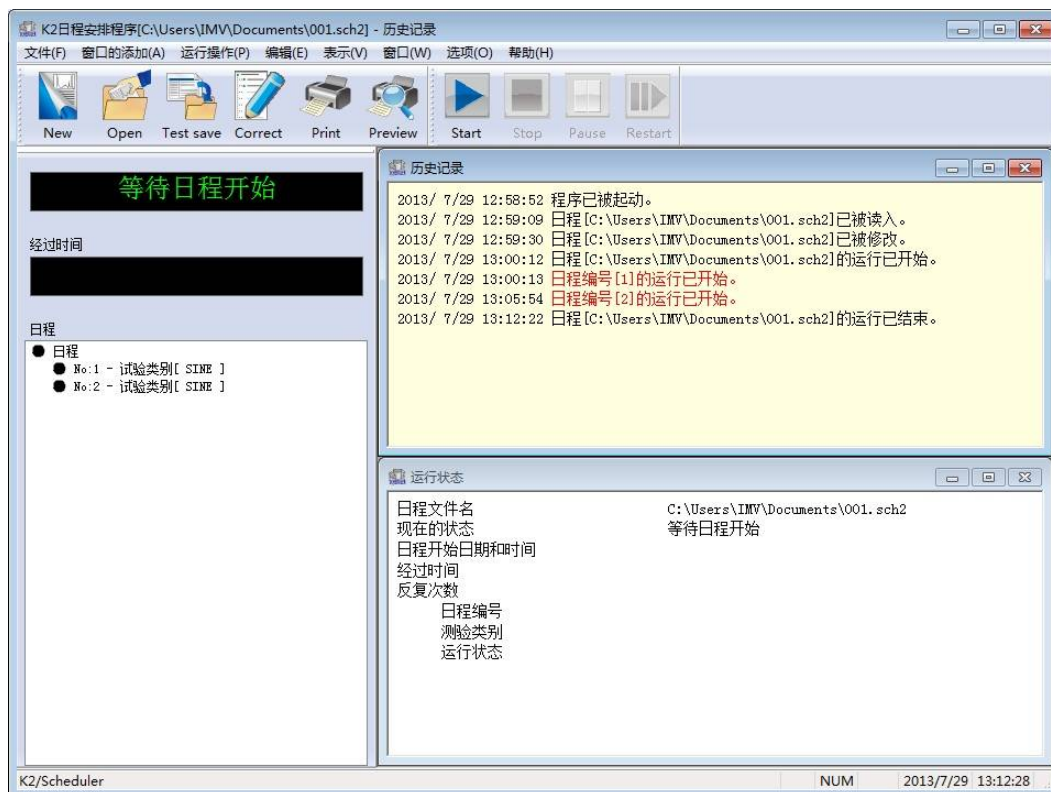 K2日程安排程序[C:\Users\IMV\Documents\001.sch2] - 历史记录
文件(F) 窗口的添加(A) 运行操作(P) 编辑(E) 表示(V) 窗口(W) 选项(O) 帮助(H)
New Open Test save Correct Print Preview Start Stop Pause Restart
等待日程开始
经过时间
日程
日程
No:1 - 试验类别[ SINE ]
No:2 - 试验类别[ SINE ]
历史记录
2013/ 7/29 12:58:52 程序已被起动。
2013/ 7/29 12:59:09 日程[C:\Users\IMV\Documents\001.sch2]已被读入。
2013/ 7/29 12:59:30 日程[C:\Users\IMV\Documents\001.sch2]已被修改。
2013/ 7/29 13:00:12 日程[C:\Users\IMV\Documents\001.sch2]的运行已开始。
2013/ 7/29 13:00:13 日程编号[1]的运行已开始。
2013/ 7/29 13:05:54 日程编号[2]的运行已开始。
2013/ 7/29 13:12:22 日程[C:\Users\IMV\Documents\001.sch2]的运行已结束。
运行状态
日程文件名 C:\Users\IMV\Documents\001.sch2
现在的状态 等待日程开始
日程开始日期和时间
经过时间
反复次数
日程编号
测验类别
运行状态
K2/Scheduler NUM 2013/7/29 13:12:28